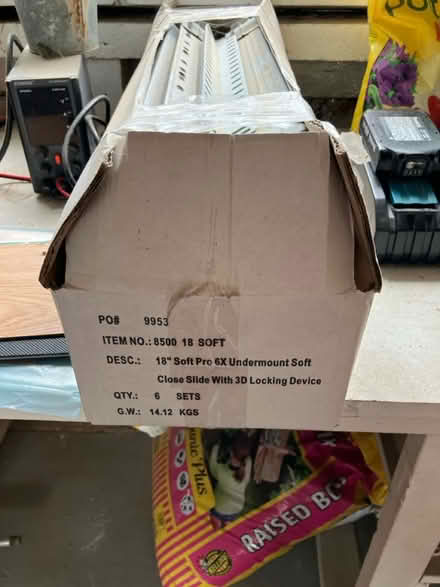 PO# 9953
ITEM NO.: 8500 18 SOFT
DESC.: 18" Soft Pro 6X Undermount Soft
Close Slide With 3D Locking Device
QTY.: 6 SETS
G.W.: 14.12 KGS
Plus
RAISED